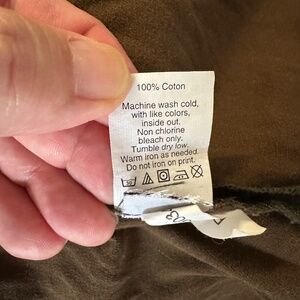 100% Coton
Machine wash cold,
with like colors,
inside out.
Non chlorine
bleach only.
Tumble dry low.
Warm iron as needed.
Do not iron on print.